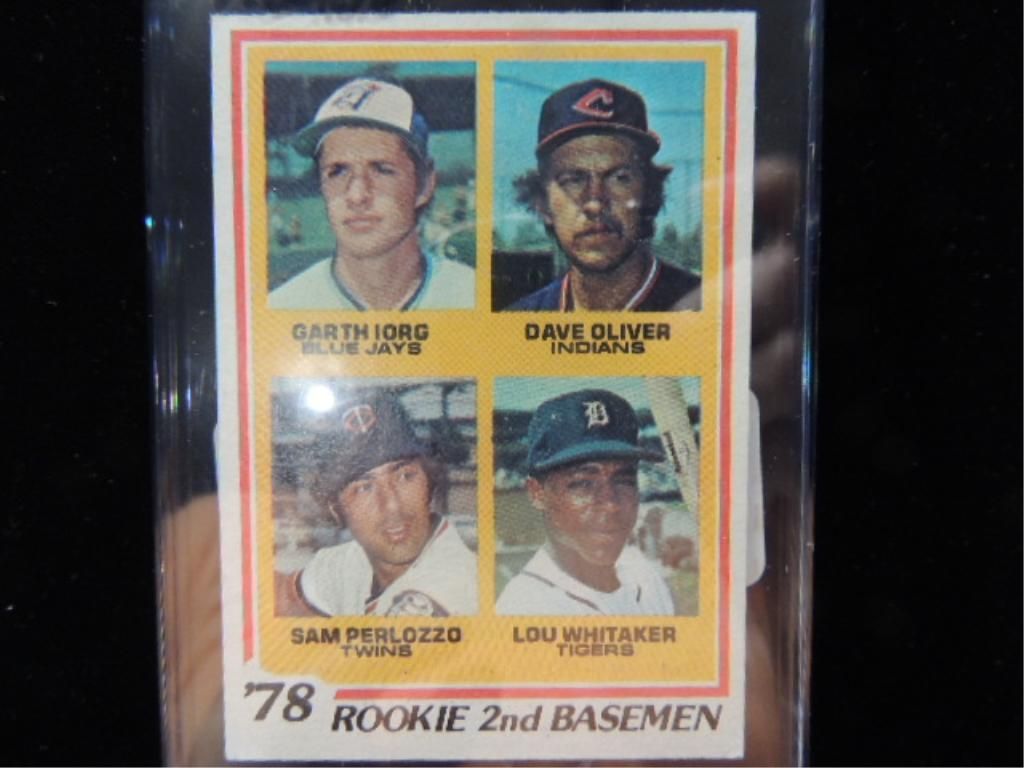 GARTH IORG
BLUE JAYS
DAVE OLIVER
INDIANS
SAM PERLOZZO
TWINS
LOU WHITAKER
TIGERS
'78 ROOKIE 2nd BASEMEN